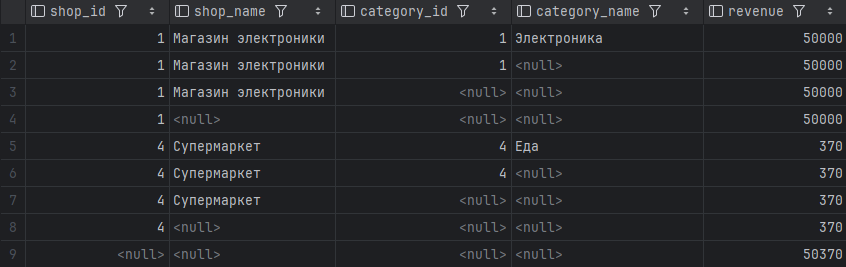 shop_id shop_name category_id category_name revenue
1 1 Магазин электроники 1 Электроника 50000
2 1 Магазин электроники 1 <null> 50000
3 1 Магазин электроники <null> <null> 50000
4 1 <null> <null> <null> 50000
5 4 Супермаркет 4 Еда 370
6 4 Супермаркет 4 <null> 370
7 4 Супермаркет <null> <null> 370
8 4 <null> <null> <null> 370
9 <null> <null> <null> <null> 50370